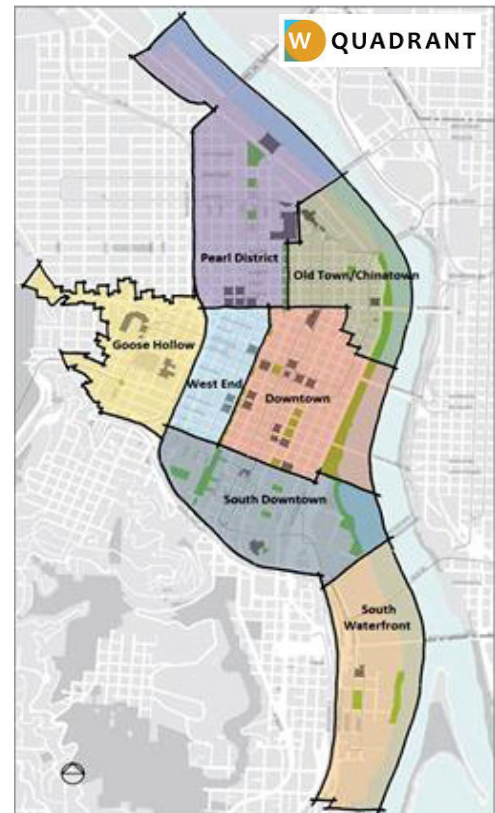 W QUADRANT
Pearl District
Old Town/Chinatown
Goose Hollow
West End
Downtown
South Downtown
South
Waterfront